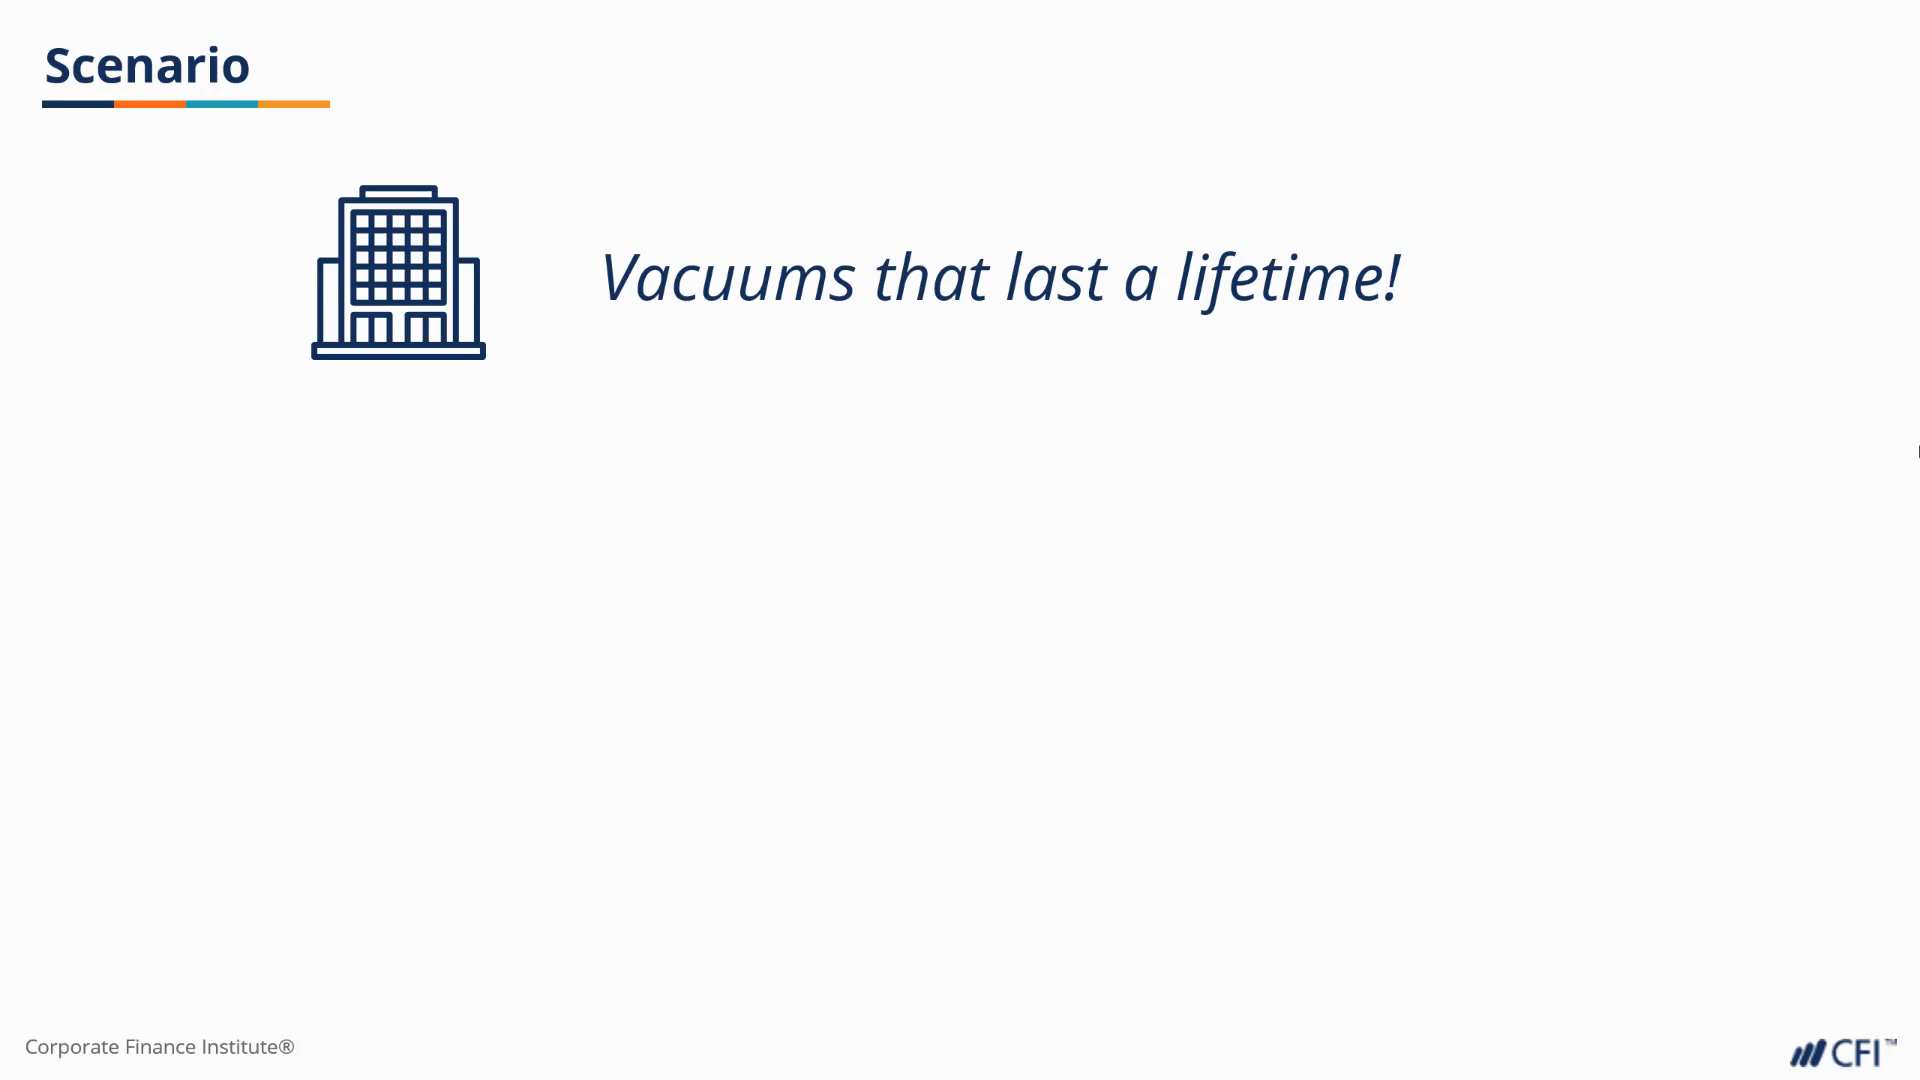 Scenario
Vacuums that last a lifetime!
Corporate Finance Institute®
CFI™